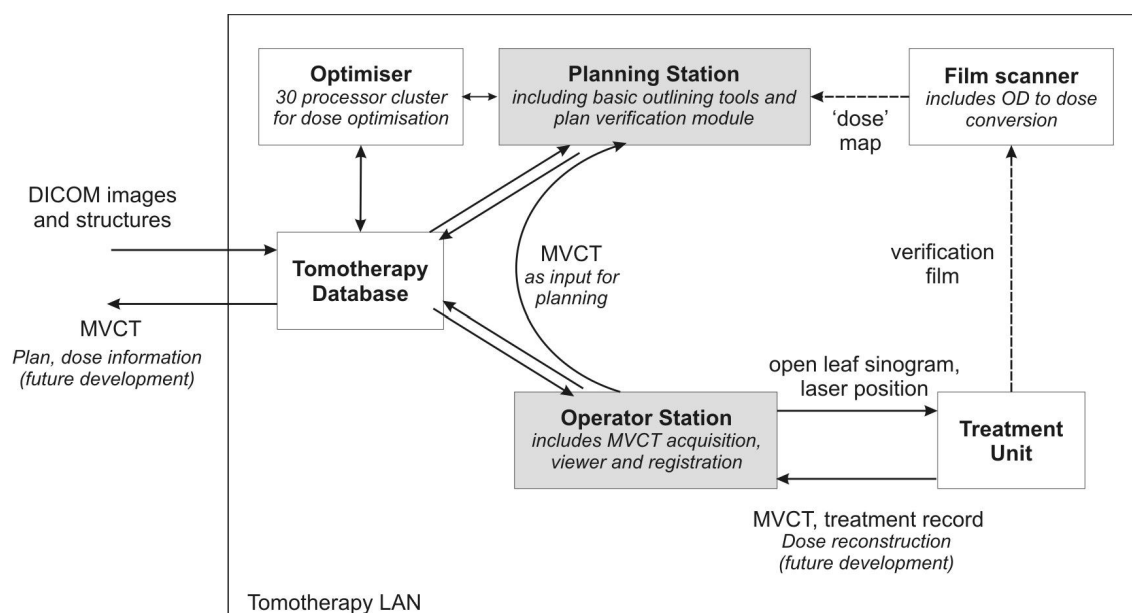 Optimiser
30 processor cluster
for dose optimisation
Planning Station
including basic outlining tools and
plan verification module
Film scanner
includes OD to dose
conversion
‘dose’
map
DICOM images
and structures
Tomotherapy
Database
MVCT
as input for
planning
verification
film
MVCT
Plan, dose information
(future development)
open leaf sinogram,
laser position
Operator Station
includes MVCT acquisition,
viewer and registration
Treatment
Unit
MVCT, treatment record
Dose reconstruction
(future development)
Tomotherapy LAN